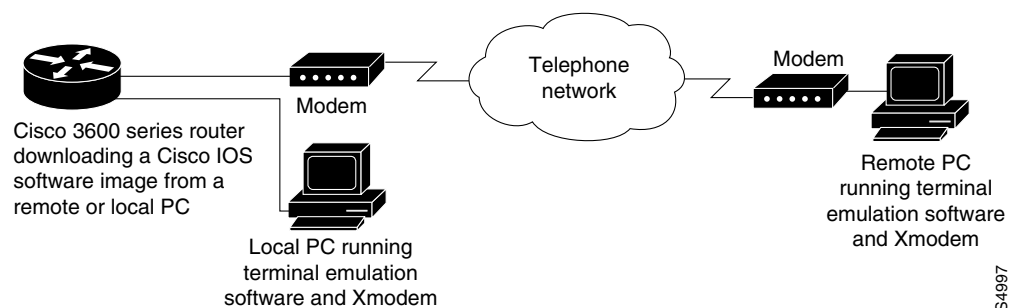 Telephone
network
Modem
Modem
Cisco 3600 series router
downloading a Cisco IOS
software image from a
remote or local PC
Local PC running
terminal emulation
software and Xmodem
Remote PC
running terminal
emulation software
and Xmodem
S4997